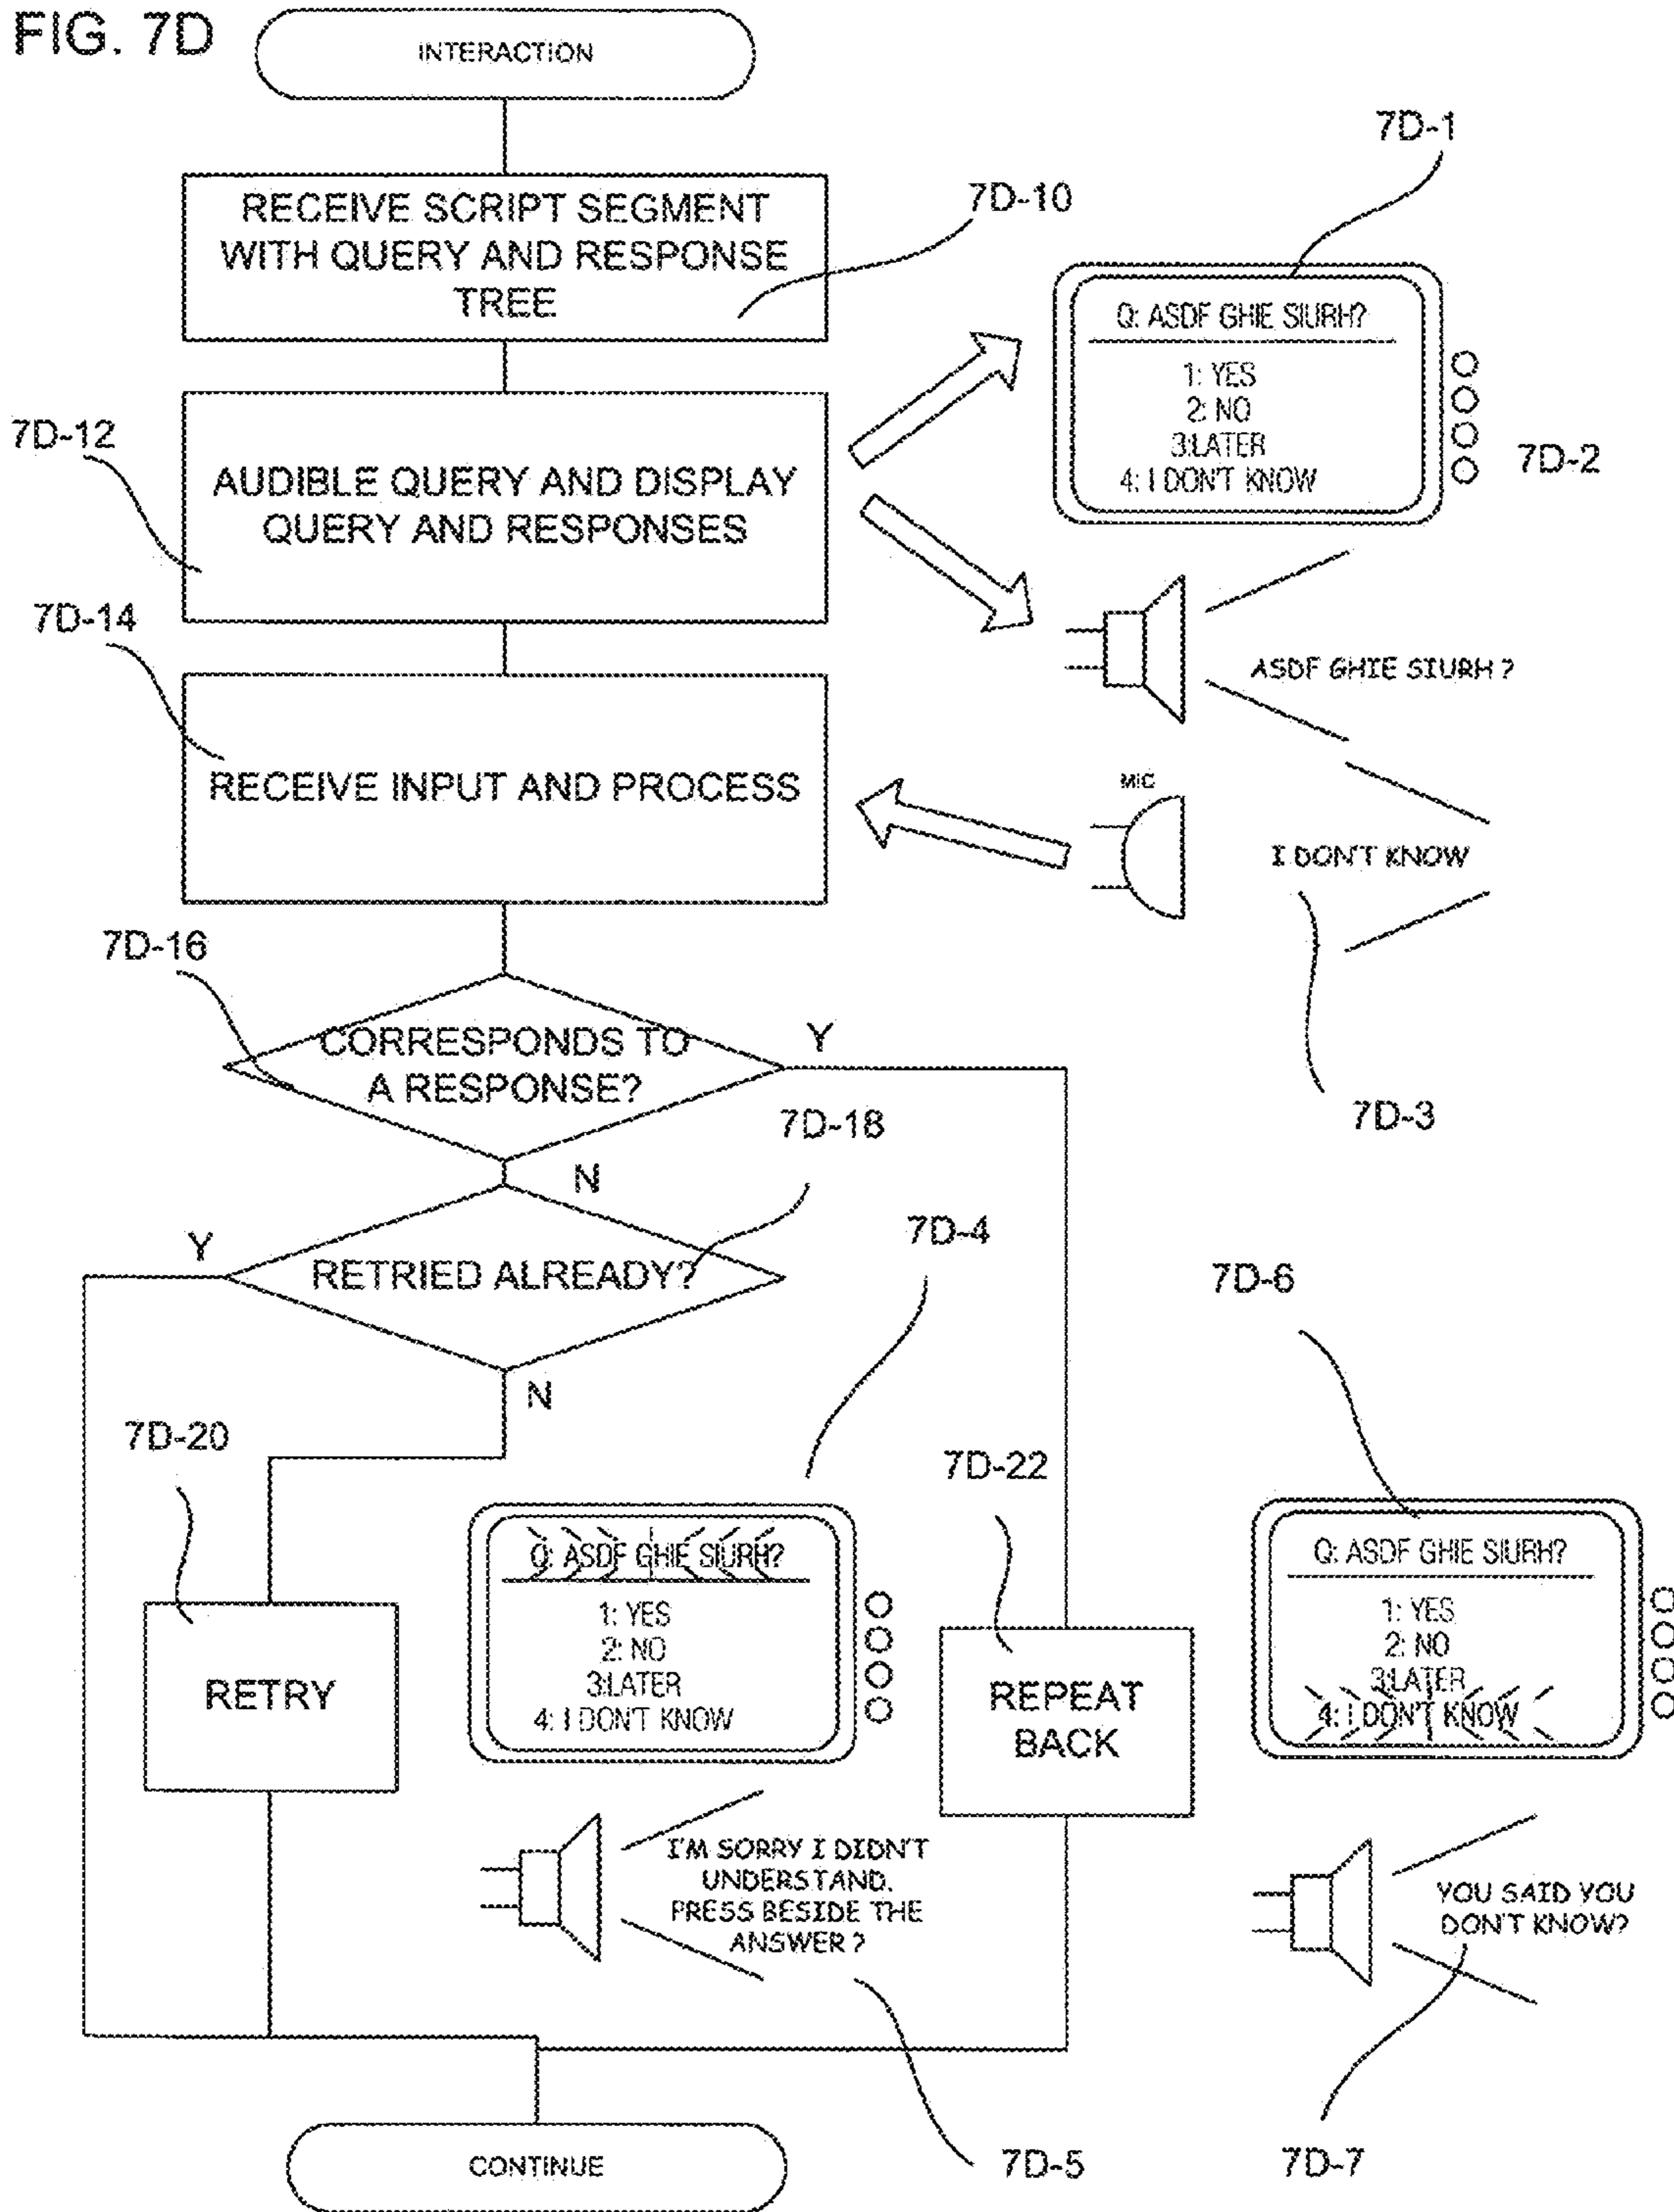 FIG. 7D
INTERACTION
7D-1
RECEIVE SCRIPT SEGMENT
WITH QUERY AND RESPONSE
TREE
7D-10
Q: ASDF GHIE SIURH?
1: YES
2: NO
3:LATER
4: I DON'T KNOW
7D-2
7D-12
AUDIBLE QUERY AND DISPLAY
QUERY AND RESPONSES
ASDF GHIE SIURH ?
7D-14
RECEIVE INPUT AND PROCESS
MIC
I DON'T KNOW
7D-3
7D-16
CORRESPONDS TO
A RESPONSE?
Y
N
7D-18
RETRIED ALREADY?
Y
N
7D-4
7D-6
7D-20
RETRY
Q: ASDF GHIE SIURH?
1: YES
2: NO
3:LATER
4: I DON'T KNOW
7D-22
REPEAT
BACK
Q: ASDF GHIE SIURH?
1: YES
2: NO
3:LATER
4: I DON'T KNOW
I'M SORRY I DIDN'T
UNDERSTAND.
PRESS BESIDE THE
ANSWER ?
YOU SAID YOU
DON'T KNOW?
7D-5
7D-7
CONTINUE